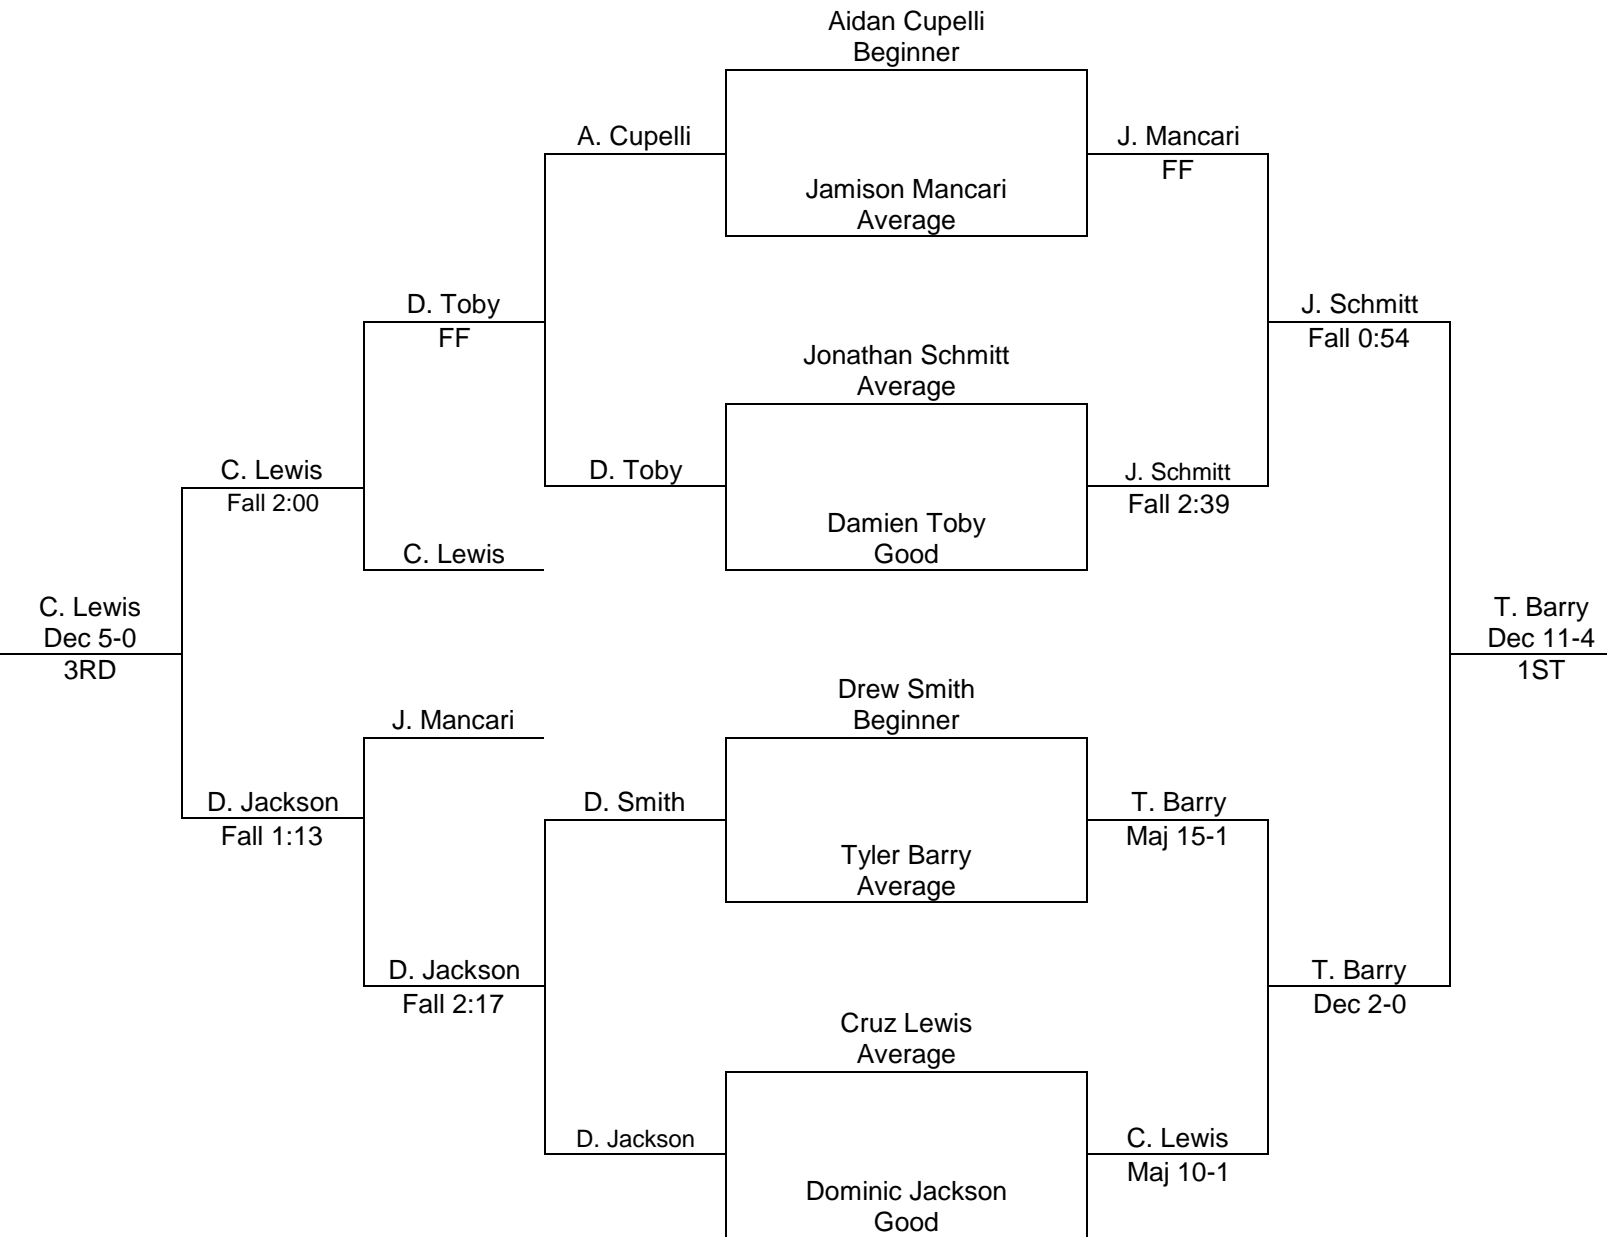 Aidan Cupelli
Beginner
A. Cupelli
J. Mancari
FF
Jamison Mancari
Average
D. Toby
FF
J. Schmitt
Fall 0:54
Jonathan Schmitt
Average
C. Lewis
Fall 2:00
D. Toby
J. Schmitt
Fall 2:39
Damien Toby
Good
C. Lewis
C. Lewis
Dec 5-0
3RD
T. Barry
Dec 11-4
1ST
Drew Smith
Beginner
J. Mancari
D. Jackson
Fall 1:13
D. Smith
T. Barry
Maj 15-1
Tyler Barry
Average
D. Jackson
Fall 2:17
T. Barry
Dec 2-0
Cruz Lewis
Average
D. Jackson
C. Lewis
Maj 10-1
Dominic Jackson
Good